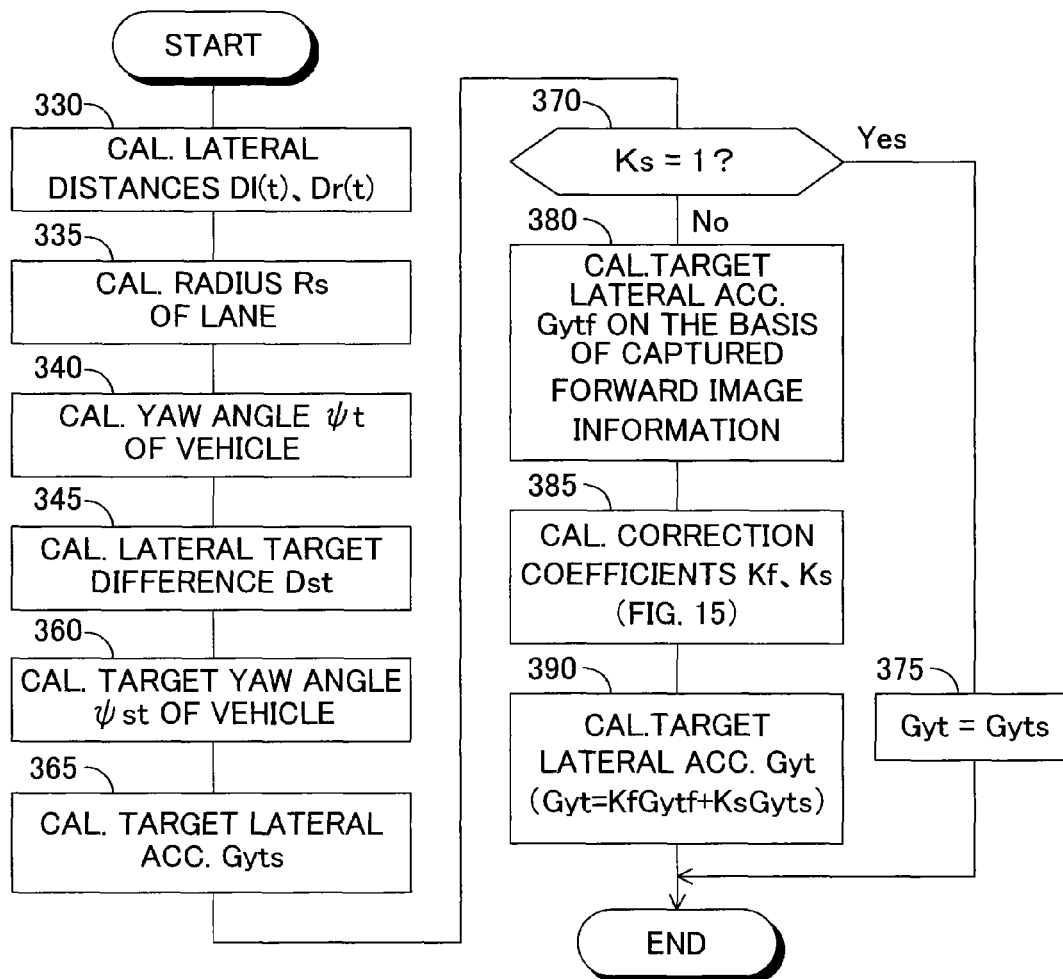 START
330
CAL. LATERAL
DISTANCES Dl(t)、Dr(t)
335
CAL. RADIUS Rs
OF LANE
340
CAL. YAW ANGLE ψt
OF VEHICLE
345
CAL. LATERAL TARGET
DIFFERENCE Dst
360
CAL. TARGET YAW ANGLE
ψst OF VEHICLE
365
CAL. TARGET LATERAL
ACC. Gyts
370
Ks = 1?
Yes
No
380
CAL.TARGET
LATERAL ACC.
Gytf ON THE BASIS
OF CAPTURED
FORWARD IMAGE
INFORMATION
385
CAL. CORRECTION
COEFFICIENTS Kf、Ks
(FIG. 15)
390
CAL.TARGET
LATERAL ACC. Gyt
(Gyt=KfGytf+KsGyts)
375
Gyt = Gyts
END